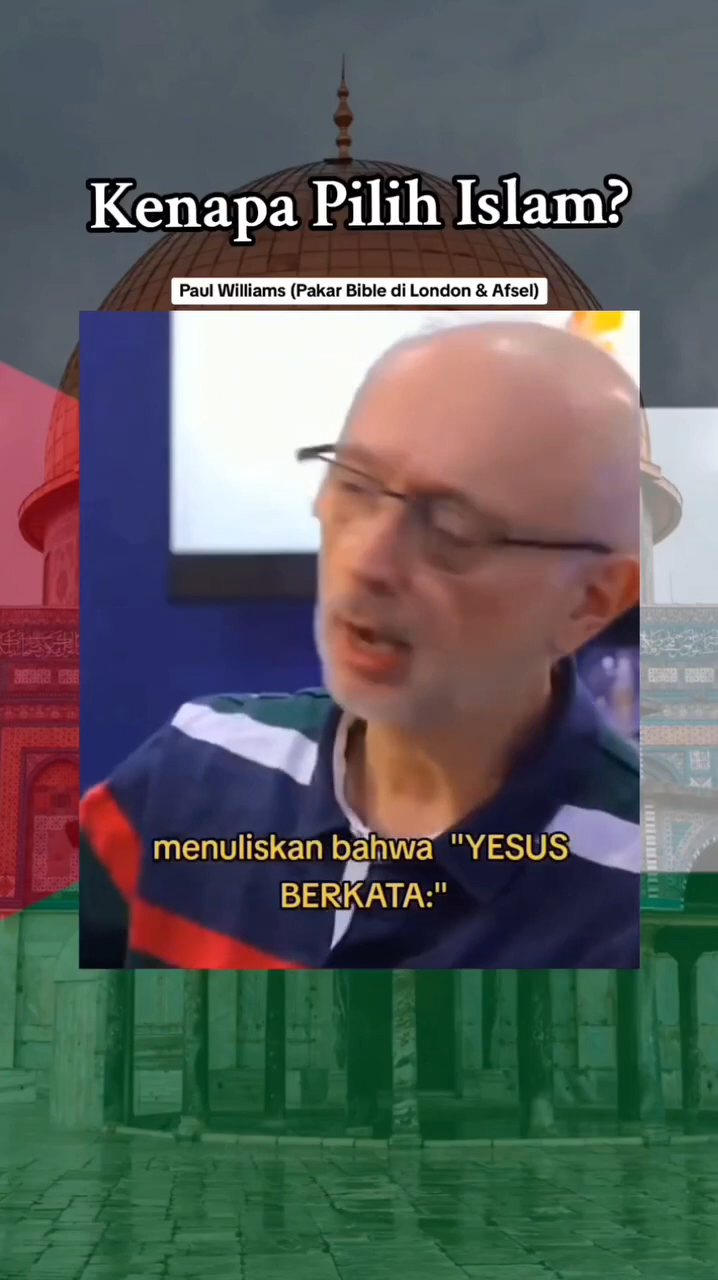 Kenapa Pilih Islam?
Paul Williams (Pakar Bible di London & Afsel)
menuliskan bahwa "YESUS
BERKATA:"